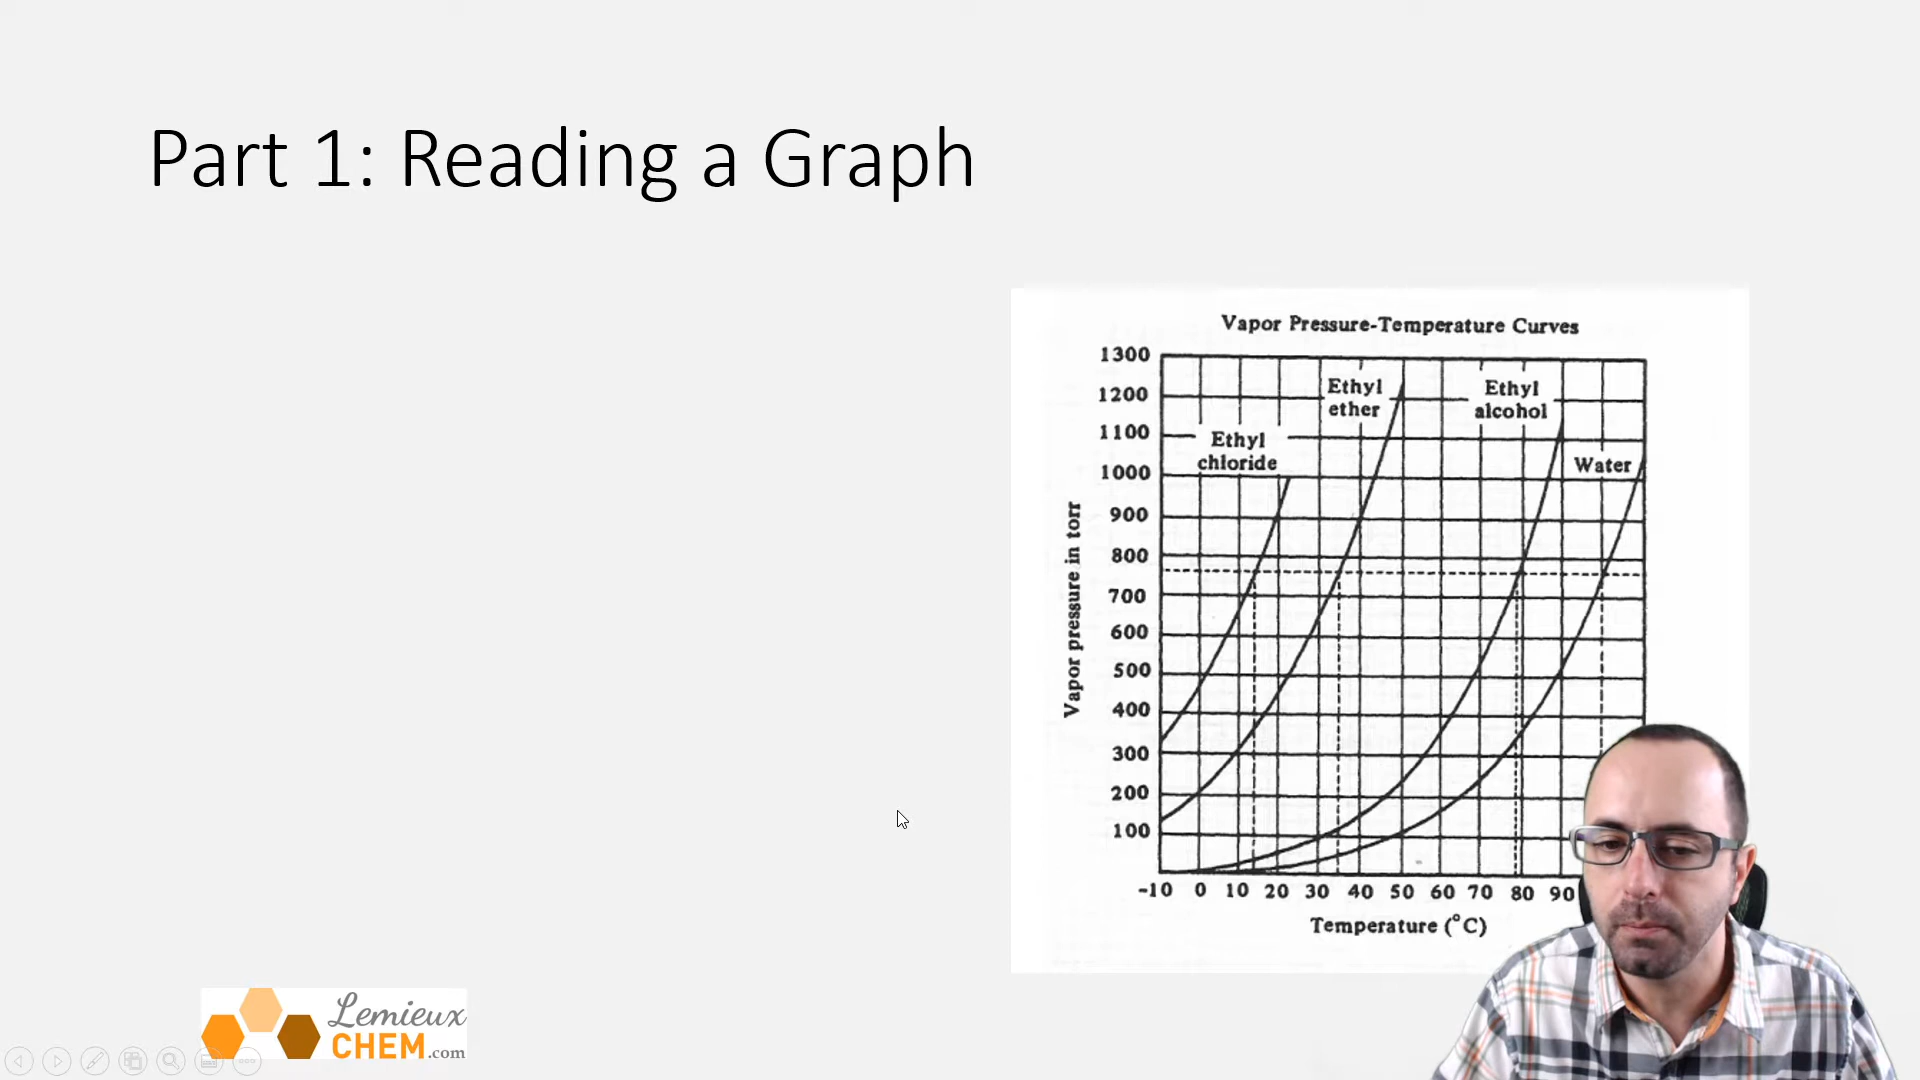 Part 1: Reading a Graph
Vapor Pressure-Temperature Curves
1300
1200
1100
1000
900
800
700
600
500
400
300
200
100
Vapor pressure in torr
Ethyl
chloride
Ethyl
ether
Ethyl
alcohol
Water
-10 0 10 20 30 40 50 60 70 80 90
Temperature (°C)
Lemieux
CHEM.com